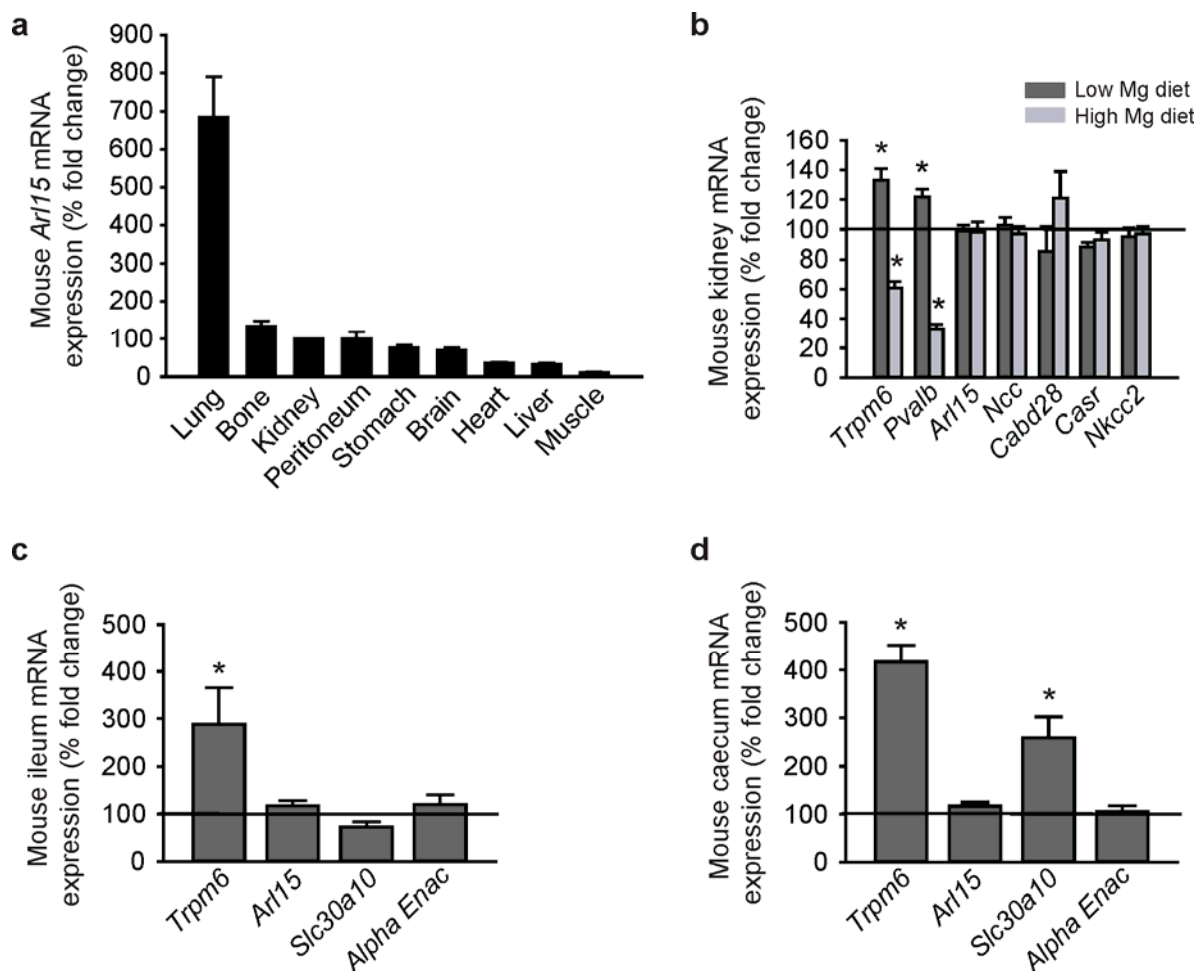 a
Mouse Arl15 mRNA
expression (% fold change)
900
800
700
600
500
400
300
200
100
0
Lung
Bone
Kidney
Peritoneum
Stomach
Brain
Heart
Liver
Muscle
b
Low Mg diet
High Mg diet
Mouse kidney mRNA
expression (% fold change)
160
140
120
100
80
60
40
20
0
* * * *
Trpm6
Pvalb
Arl15
Ncc
Cabd28
Casr
Nkcc2
c
Mouse ileum mRNA
expression (% fold change)
500
400
300
200
100
0
*
Trpm6
Arl15
Slc30a10
Alpha Enac
d
Mouse caecum mRNA
expression (% fold change)
500
400
300
200
100
0
* *
Trpm6
Arl15
Slc30a10
Alpha Enac